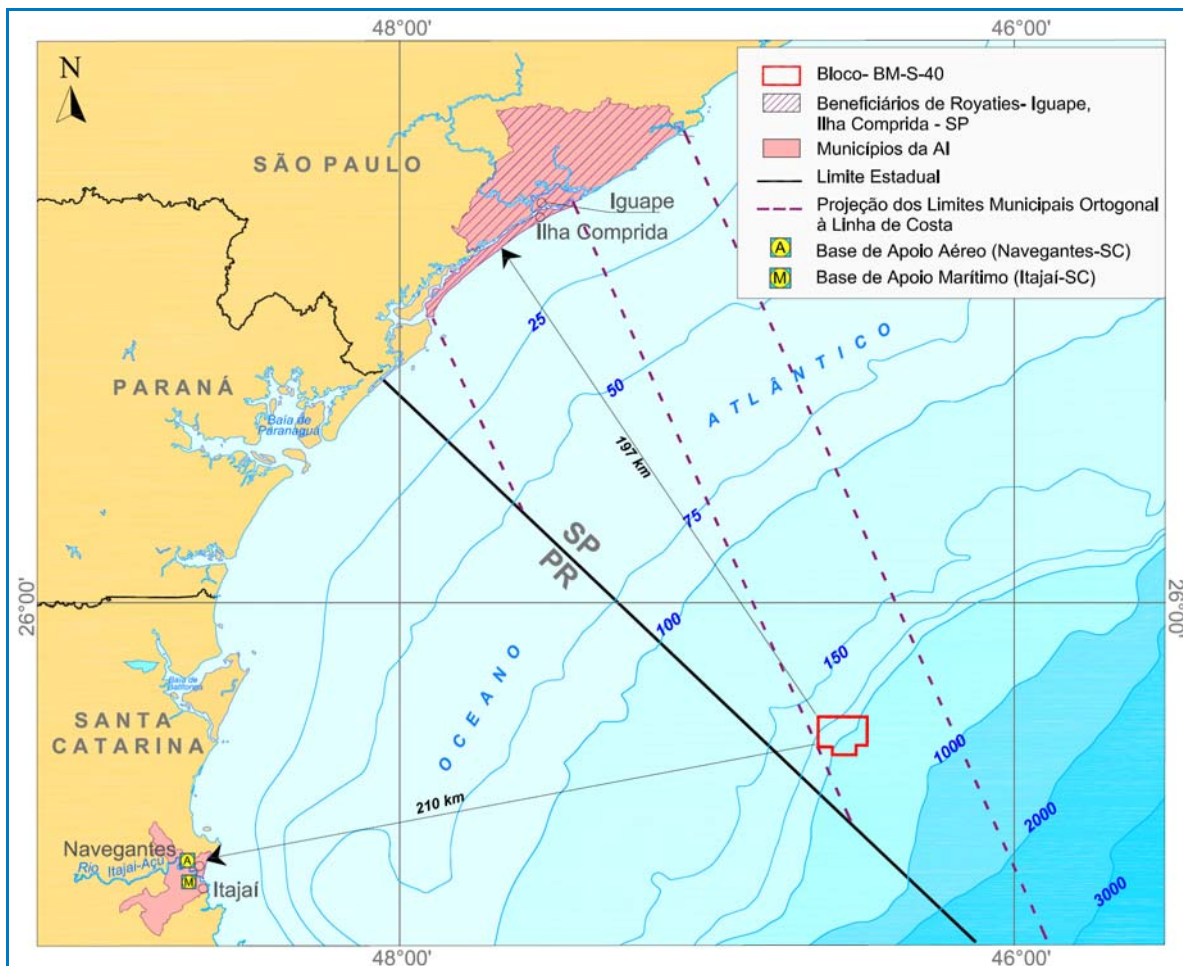 48°00'
46°00'
N
Bloco- BM-S-40
Beneficiários de Royaties- Iguape,
Ilha Comprida - SP
Municípios da AI
Limite Estadual
Projeção dos Limites Municipais Ortogonal
à Linha de Costa
A
Base de Apoio Aéreo (Navegantes-SC)
M
Base de Apoio Marítimo (Itajaí-SC)
SÃO PAULO
Iguape
Ilha Comprida
25
50
ATLÂNTICO
PARANÁ
Baía de
Paranaguá
197 km
75
SP
PR
26°00'
26°00'
100
150
OCEANO
Baía de
Babitonga
SANTA
CATARINA
1000
210 km
2000
Navegantes
A
Rio Itajaí-Açú
M
Itajaí
3000
48°00'
46°00'